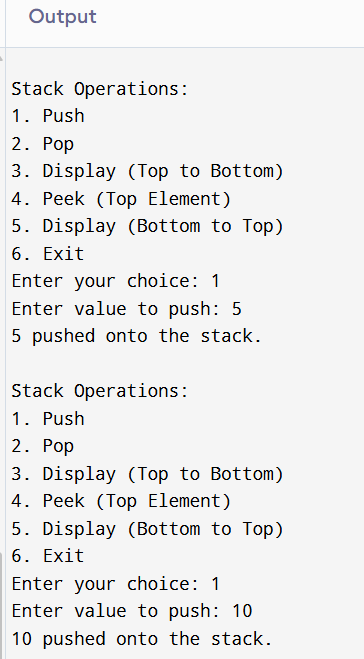 Output
Stack Operations:
1. Push
2. Pop
3. Display (Top to Bottom)
4. Peek (Top Element)
5. Display (Bottom to Top)
6. Exit
Enter your choice: 1
Enter value to push: 5
5 pushed onto the stack.
Stack Operations:
1. Push
2. Pop
3. Display (Top to Bottom)
4. Peek (Top Element)
5. Display (Bottom to Top)
6. Exit
Enter your choice: 1
Enter value to push: 10
10 pushed onto the stack.